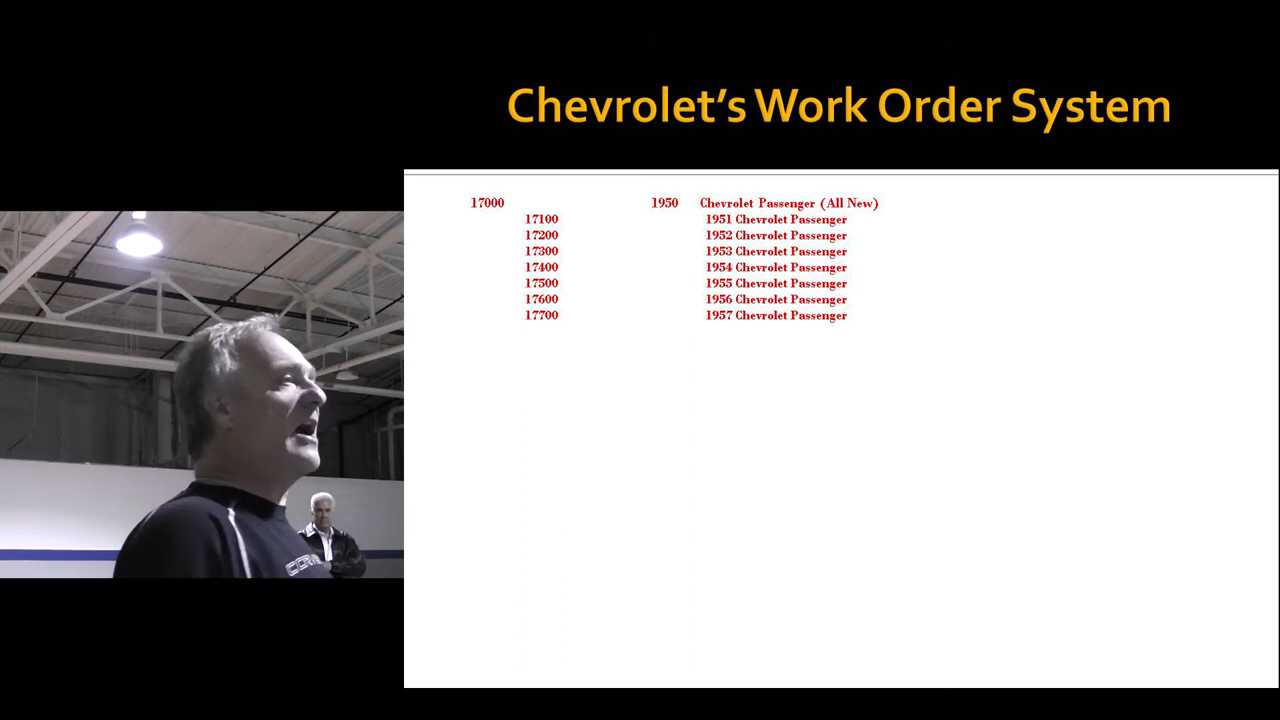 Chevrolet's Work Order System
17000 1950 Chevrolet Passenger (All New)
17100 1951 Chevrolet Passenger
17200 1952 Chevrolet Passenger
17300 1953 Chevrolet Passenger
17400 1954 Chevrolet Passenger
17500 1955 Chevrolet Passenger
17600 1956 Chevrolet Passenger
17700 1957 Chevrolet Passenger